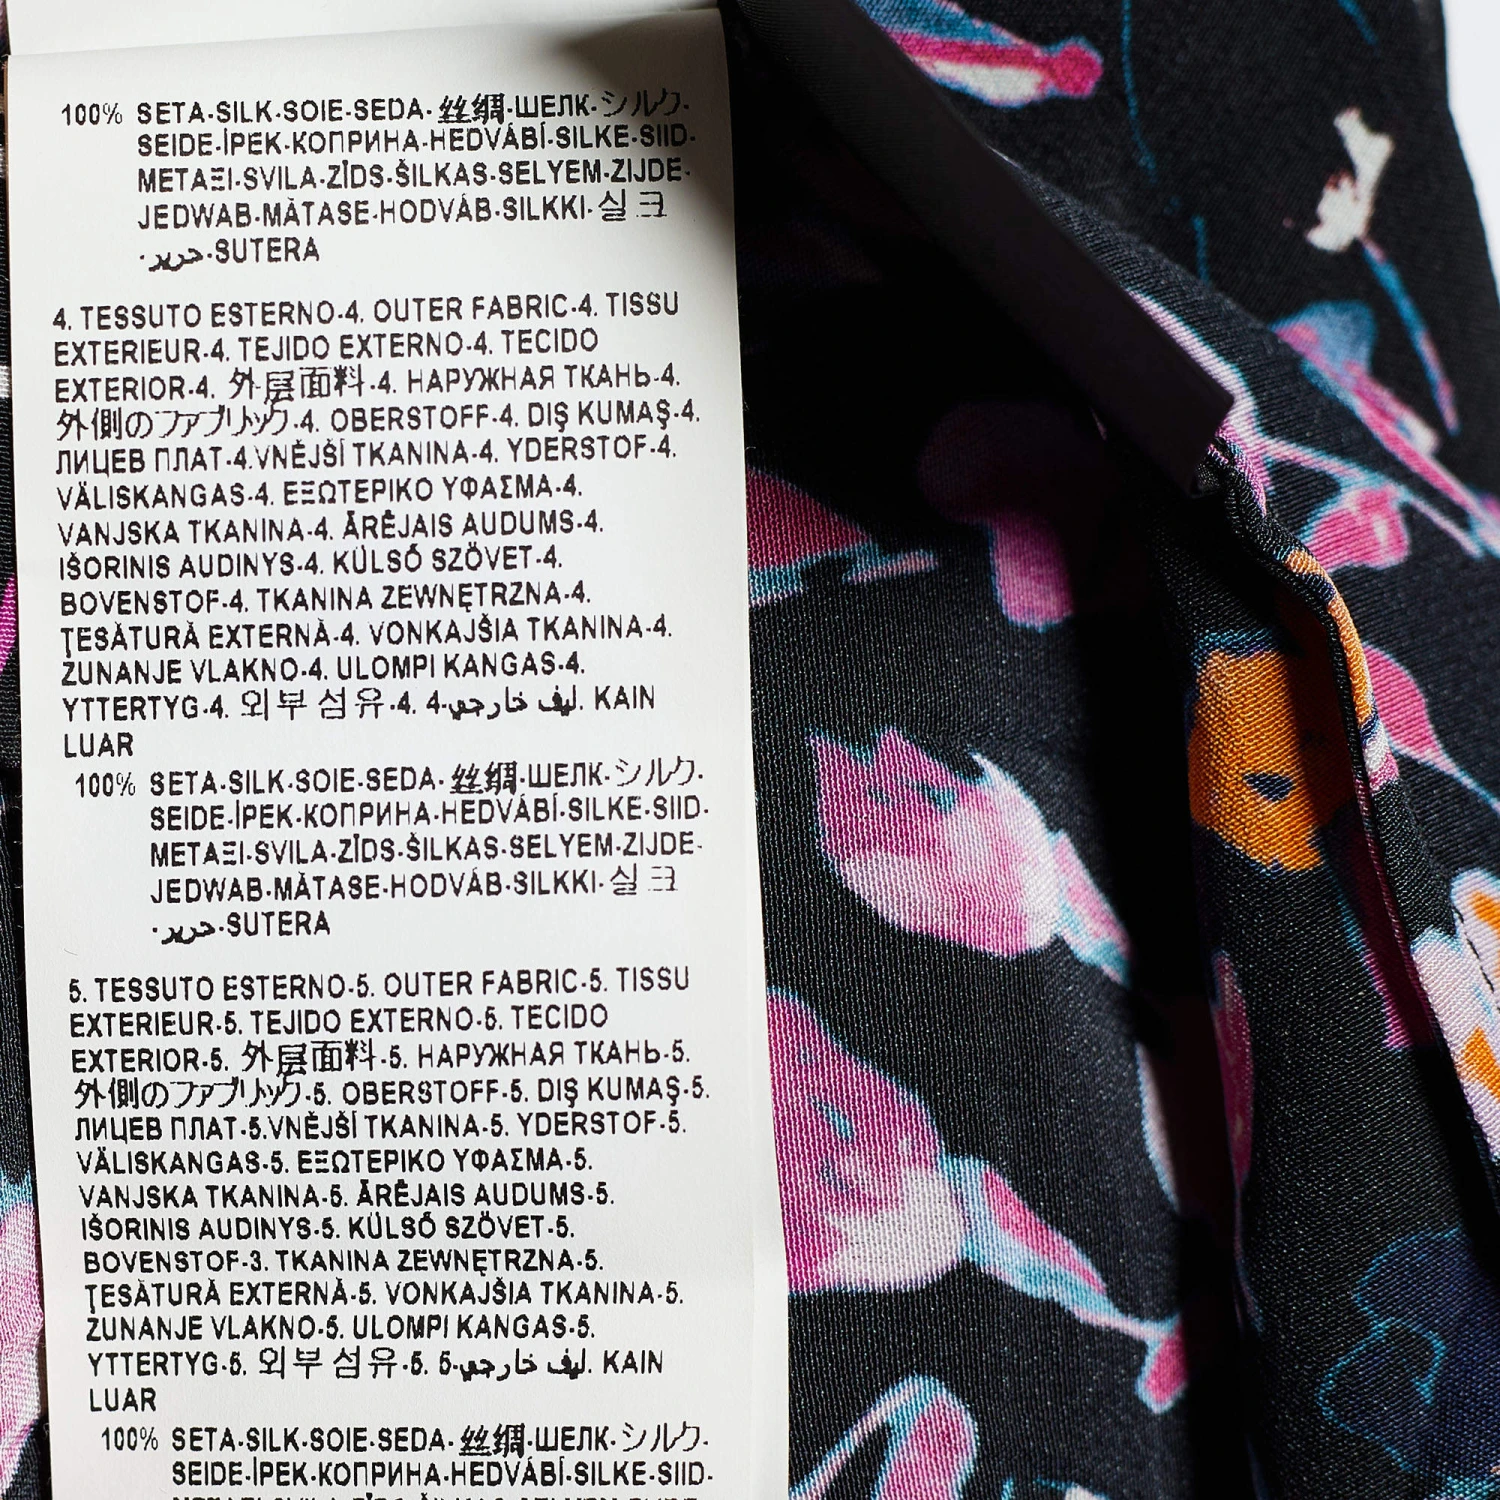 100% SETA·SILK·SOIE·SEDA·丝绸·ШЕЛК·シルク·
SEIDE·İPEK·КОПРИНА·HEDVÁBÍ·SILKE·SIID·
ΜΕΤΑΞΙ·SVILA·ZĪDS·ŠILKAS·SELYEM·ZIJDE·
JEDWAB·MĂTASE·HODVÁB·SILKKI·실크
·حرير·SUTERA
4. TESSUTO ESTERNO·4. OUTER FABRIC·4. TISSU
EXTERIEUR·4. TEJIDO EXTERNO·4. TECIDO
EXTERIOR·4. 外层面料·4. НАРУЖНАЯ ТКАНЬ·4.
外側のファブリック·4. OBERSTOFF·4. DIŞ KUMAŞ·4.
ЛИЦЕВ ПЛАТ·4.VNĚJŠÍ TKANINA·4. YDERSTOF·4.
VÄLISKANGAS·4. ΕΞΩΤΕΡΙΚΟ ΥΦΑΣΜΑ·4.
VANJSKA TKANINA·4. ĀRĒJAIS AUDUMS·4.
IŠORINIS AUDINYS·4. KÜLSŐ SZÖVET·4.
BOVENSTOF·4. TKANINA ZEWNĘTRZNA·4.
ŢESĂTURĂ EXTERNĂ·4. VONKAJŠIA TKANINA·4.
ZUNANJE VLAKNO·4. ULOMPI KANGAS·4.
YTTERTYG·4. 외부 섬유·4. 4·ليف خارجي. KAIN
LUAR
100% SETA·SILK·SOIE·SEDA·丝绸·ШЕЛК·シルク·
SEIDE·İPEK·КОПРИНА·HEDVÁBÍ·SILKE·SIID·
ΜΕΤΑΞΙ·SVILA·ZĪDS·ŠILKAS·SELYEM·ZIJDE·
JEDWAB·MĂTASE·HODVÁB·SILKKI·실크
·حرير·SUTERA
5. TESSUTO ESTERNO·5. OUTER FABRIC·5. TISSU
EXTERIEUR·5. TEJIDO EXTERNO·5. TECIDO
EXTERIOR·5. 外层面料·5. НАРУЖНАЯ ТКАНЬ·5.
外側のファブリック·5. OBERSTOFF·5. DIŞ KUMAŞ·5.
ЛИЦЕВ ПЛАТ·5.VNĚJŠÍ TKANINA·5. YDERSTOF·5.
VÄLISKANGAS·5. ΕΞΩΤΕΡΙΚΟ ΥΦΑΣΜΑ·5.
VANJSKA TKANINA·5. ĀRĒJAIS AUDUMS·5.
IŠORINIS AUDINYS·5. KÜLSŐ SZÖVET·5.
BOVENSTOF·3. TKANINA ZEWNĘTRZNA·5.
ŢESĂTURĂ EXTERNĂ·5. VONKAJŠIA TKANINA·5.
ZUNANJE VLAKNO·5. ULOMPI KANGAS·5.
YTTERTYG·5. 외부 섬유·5. 5·ليف خارجي. KAIN
LUAR
100% SETA·SILK·SOIE·SEDA·丝绸·ШЕЛК·シルク·
SEIDE·İPEK·КОПРИНА·HEDVÁBÍ·SILKE·SIID·